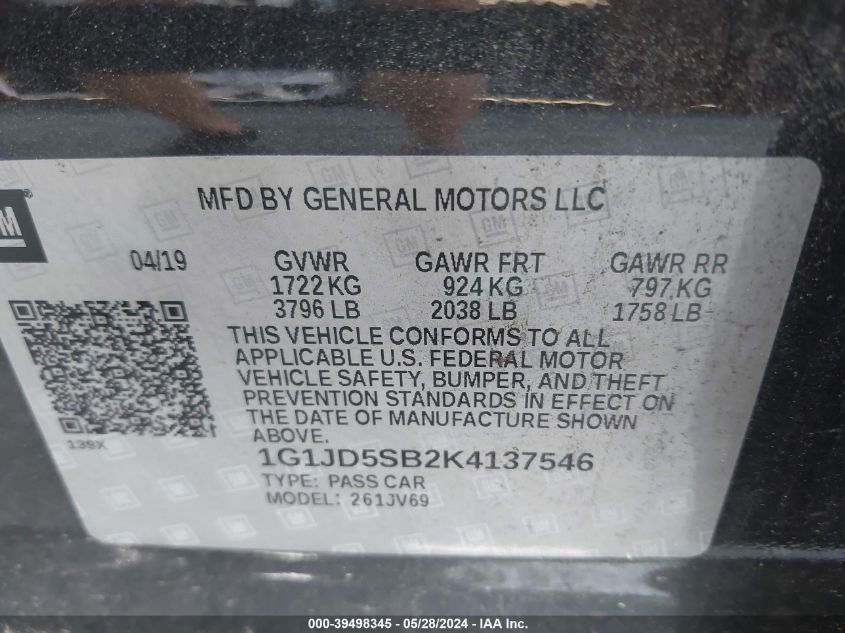 MFD BY GENERAL MOTORS LLC
GM
04/19 GVWR GAWR FRT GAWR RR
1722 KG 924 KG 797 KG
3796 LB 2038 LB 1758 LB
THIS VEHICLE CONFORMS TO ALL
APPLICABLE U.S. FEDERAL MOTOR
VEHICLE SAFETY, BUMPER, AND THEFT
PREVENTION STANDARDS IN EFFECT ON
THE DATE OF MANUFACTURE SHOWN
ABOVE.
139X
1G1JD5SB2K4137546
TYPE: PASS CAR
MODEL: 261JV69
000-39498345 - 05/28/2024 - IAA Inc.